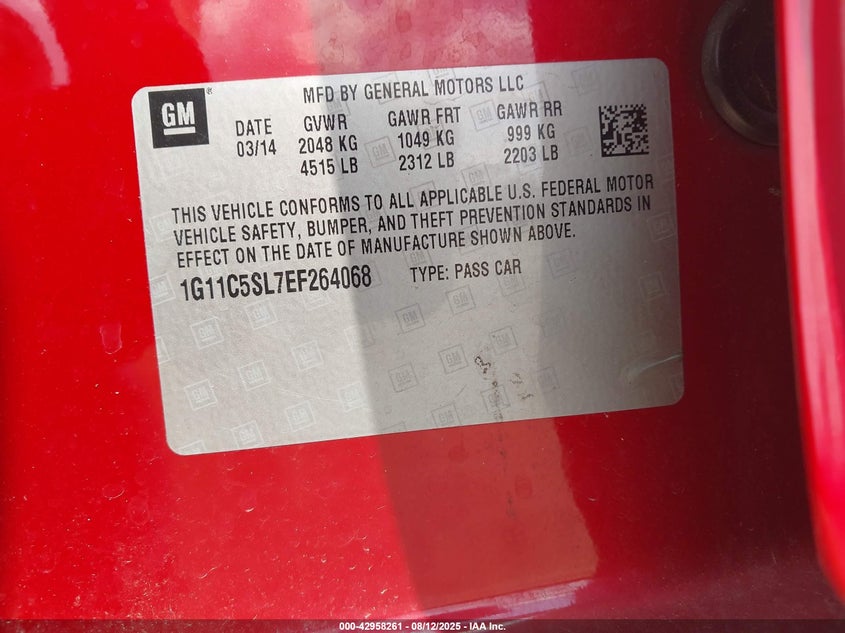 GM
MFD BY GENERAL MOTORS LLC
DATE GVWR GAWR FRT GAWR RR
03/14 2048 KG 1049 KG 999 KG
4515 LB 2312 LB 2203 LB
THIS VEHICLE CONFORMS TO ALL APPLICABLE U.S. FEDERAL MOTOR
VEHICLE SAFETY, BUMPER, AND THEFT PREVENTION STANDARDS IN
EFFECT ON THE DATE OF MANUFACTURE SHOWN ABOVE.
1G11C5SL7EF264068 TYPE: PASS CAR
000-42958261 - 08/12/2025 - IAA Inc.